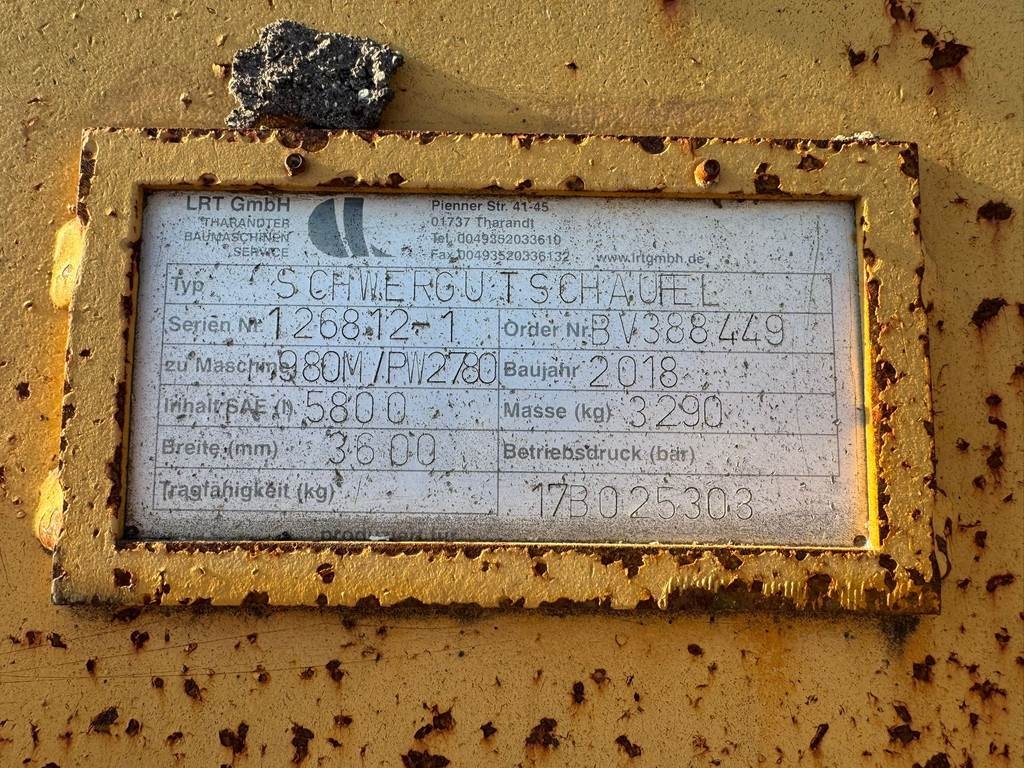 LRT GmbH
THARANDTER
BAUMASCHINEN
SERVICE
Pienner Str. 41-45
01737 Tharandt
Tel. 0049352033610
Fax 00493520336132 www.lrtgmbh.de
Typ SCHWERGUTSCHAUFEL
Serien Nr. 126812-1 Order Nr. BV388449
zu Maschine 980M/PW2780 Baujahr 2018
Inhalt SAE (l) 5800 Masse (kg) 3290
Breite (mm) 3600 Betriebsdruck (bar)
Tragfähigkeit (kg) 17B025303